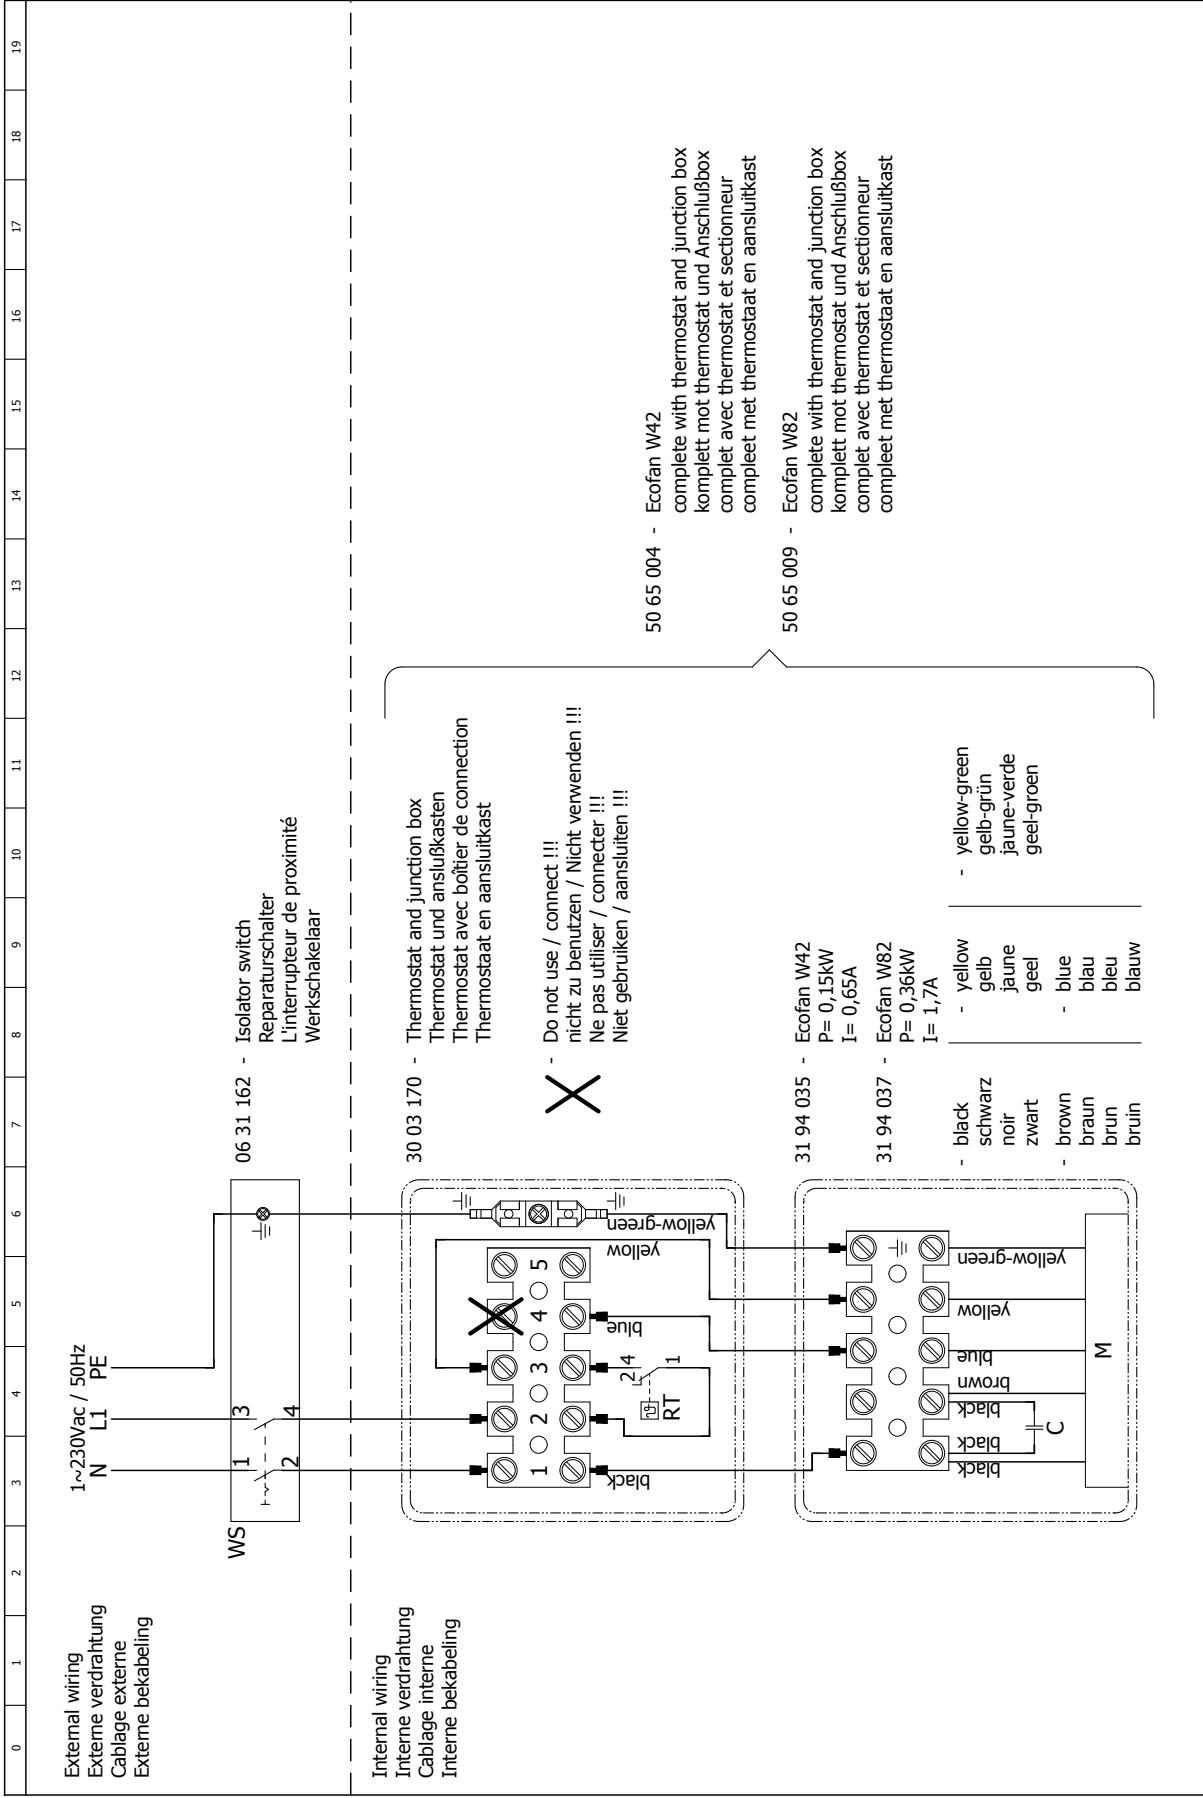 0
1
2
3
4
5
6
7
8
9
10
11
12
13
14
15
16
17
18
19
External wiring
Externe verdrahtung
Cablage externe
Externe bekabeling
1~230Vac / 50Hz
N
L1
PE
WS
1
3
2
4
06 31 162 - Isolator switch
Reparaturschalter
L'interrupteur de proximité
Werkschakelaar
Internal wiring
Interne verdrahtung
Cablage interne
Interne bekabeling
1
2
3
4
5
black
RT
ϑ
2
4
1
blue
yellow
yellow-green
30 03 170 - Thermostat and junction box
Thermostat und anslußkasten
Thermostat avec boîtier de connection
Thermostaat en aansluitkast
- Do not use / connect !!!
nicht zu benutzen / Nicht verwenden !!!
Ne pas utiliser / connecter !!!
Niet gebruiken / aansluiten !!!
50 65 004 - Ecofan W42
complete with thermostat and junction box
komplett mot thermostat und Anschlußbox
complet avec thermostat et sectionneur
compleet met thermostaat en aansluitkast
50 65 009 - Ecofan W82
complete with thermostat and junction box
komplett mot thermostat und Anschlußbox
complet avec thermostat et sectionneur
compleet met thermostaat en aansluitkast
black
black
black
brown
blue
yellow
yellow-green
C
M
31 94 035 - Ecofan W42
P= 0,15kW
I= 0,65A
31 94 037 - Ecofan W82
P= 0,36kW
I= 1,7A
- black
schwarz
noir
zwart
- brown
braun
brun
bruin
- yellow
gelb
jaune
geel
- blue
blau
bleu
blauw
- yellow-green
gelb-grün
jaune-verde
geel-groen